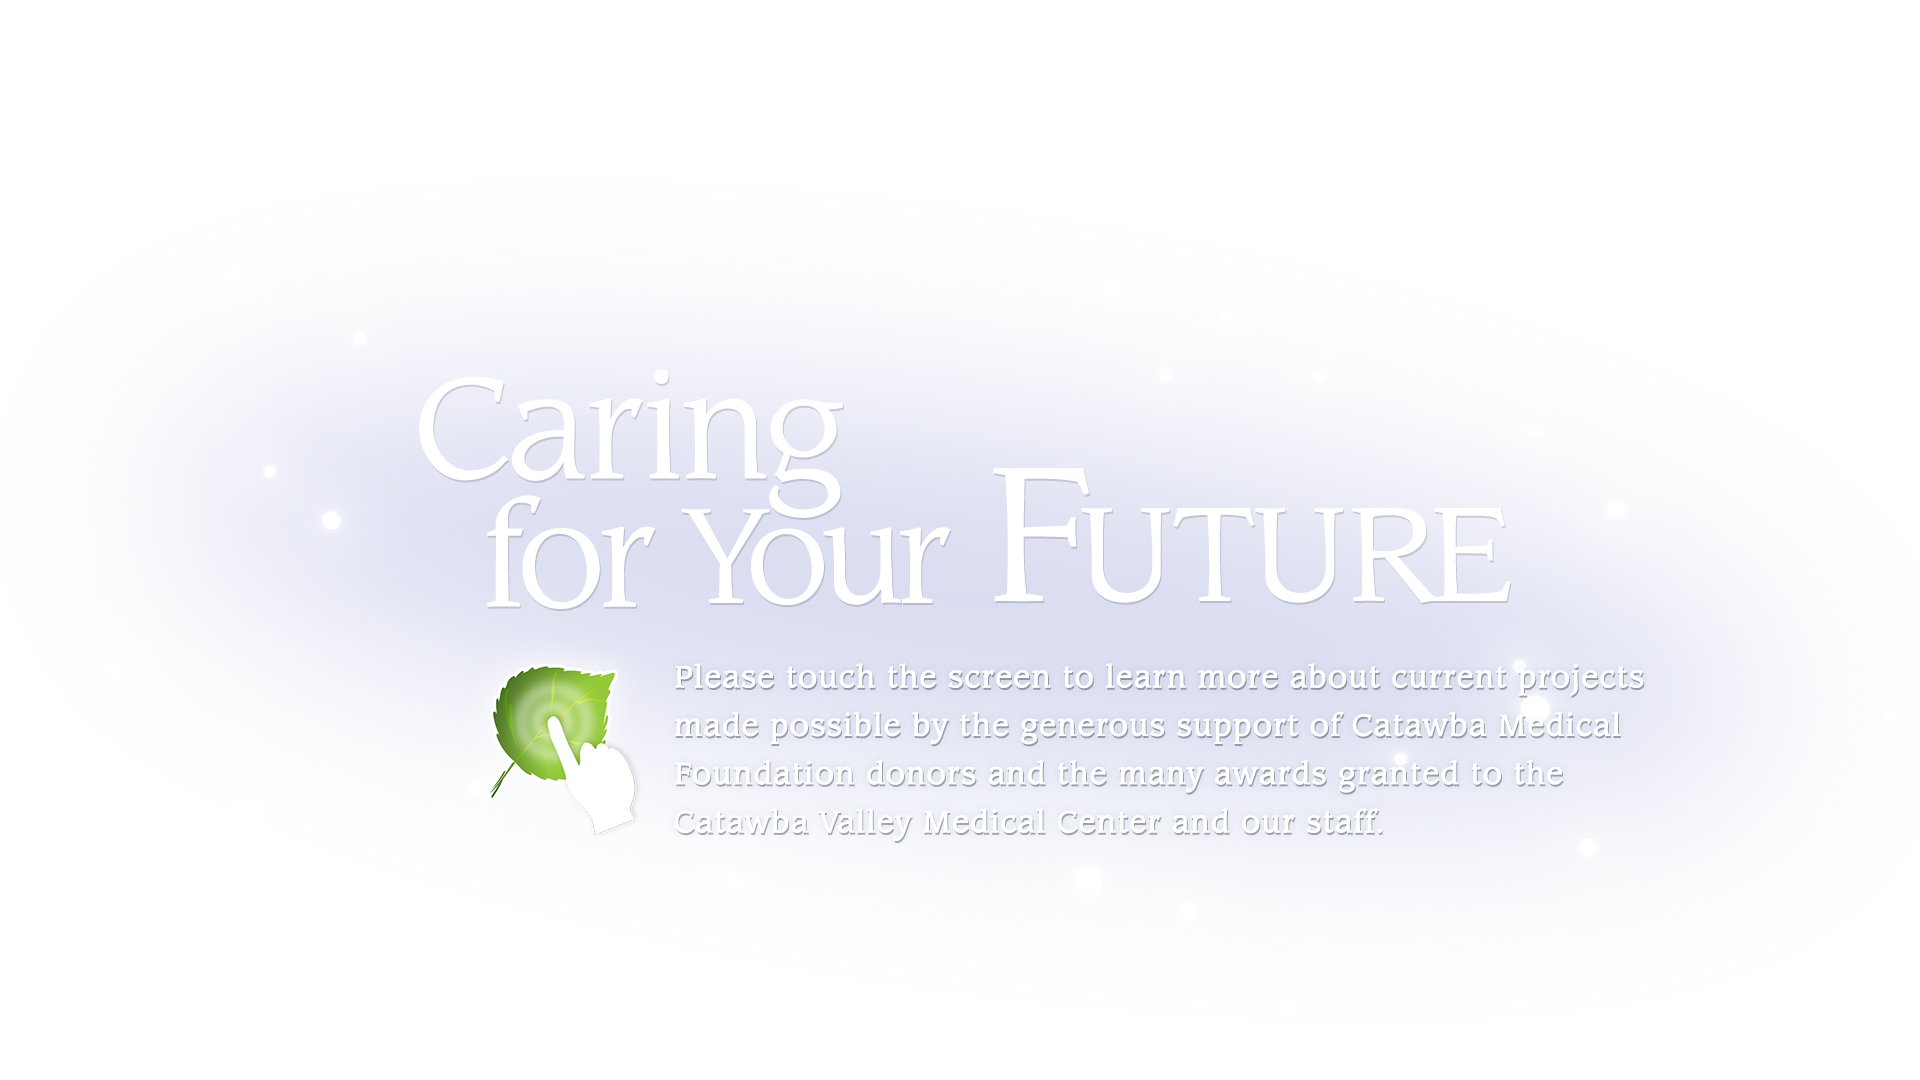 Caring
for Your FUTURE
Please touch the screen to learn more about current projects
made possible by the generous support of Catawba Medical
Foundation donors and the many awards granted to the
Catawba Valley Medical Center and our staff.